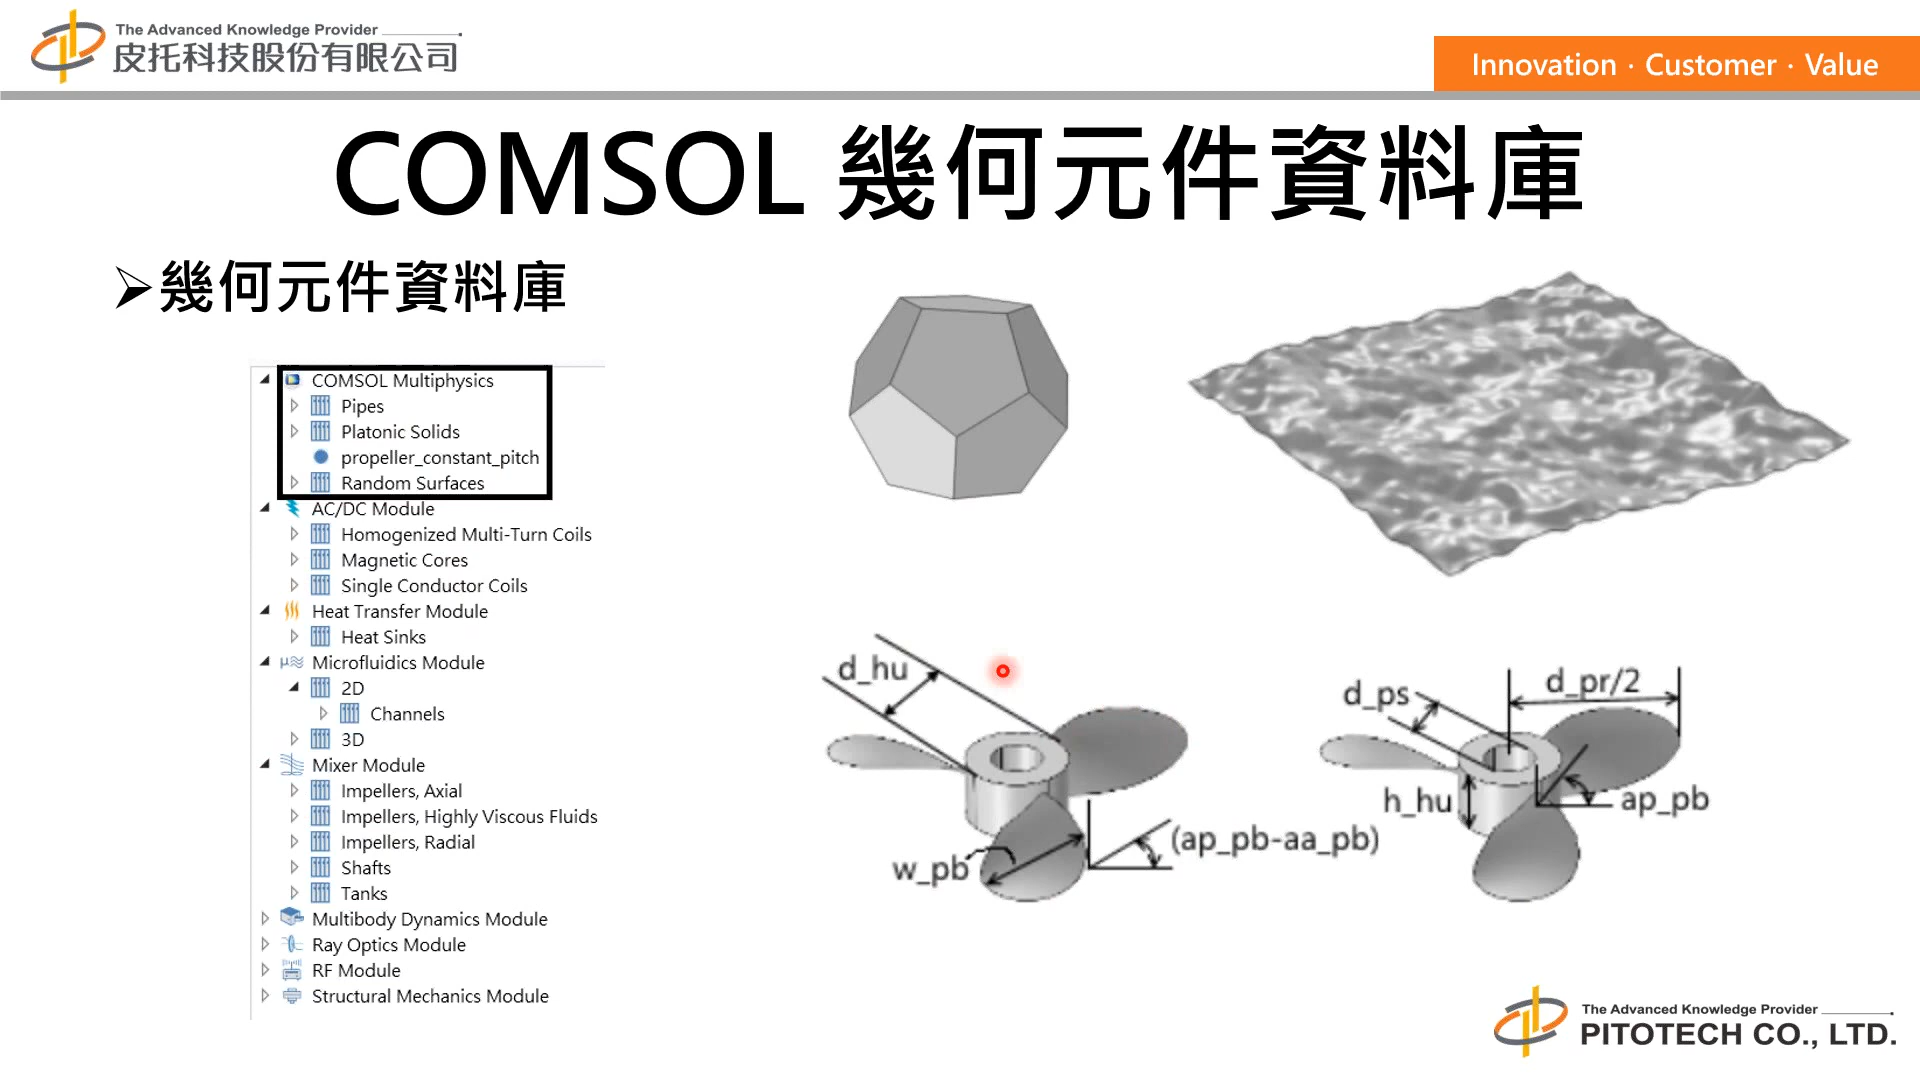 The Advanced Knowledge Provider
皮托科技股份有限公司
Innovation · Customer · Value
COMSOL 幾何元件資料庫
➢幾何元件資料庫
COMSOL Multiphysics
Pipes
Platonic Solids
propeller_constant_pitch
Random Surfaces
AC/DC Module
Homogenized Multi-Turn Coils
Magnetic Cores
Single Conductor Coils
Heat Transfer Module
Heat Sinks
Microfluidics Module
2D
Channels
3D
Mixer Module
Impellers, Axial
Impellers, Highly Viscous Fluids
Impellers, Radial
Shafts
Tanks
Multibody Dynamics Module
Ray Optics Module
RF Module
Structural Mechanics Module
d_hu
w_pb
(ap_pb-aa_pb)
d_ps
d_pr/2
h_hu
ap_pb
The Advanced Knowledge Provider
PITOTECH CO., LTD.